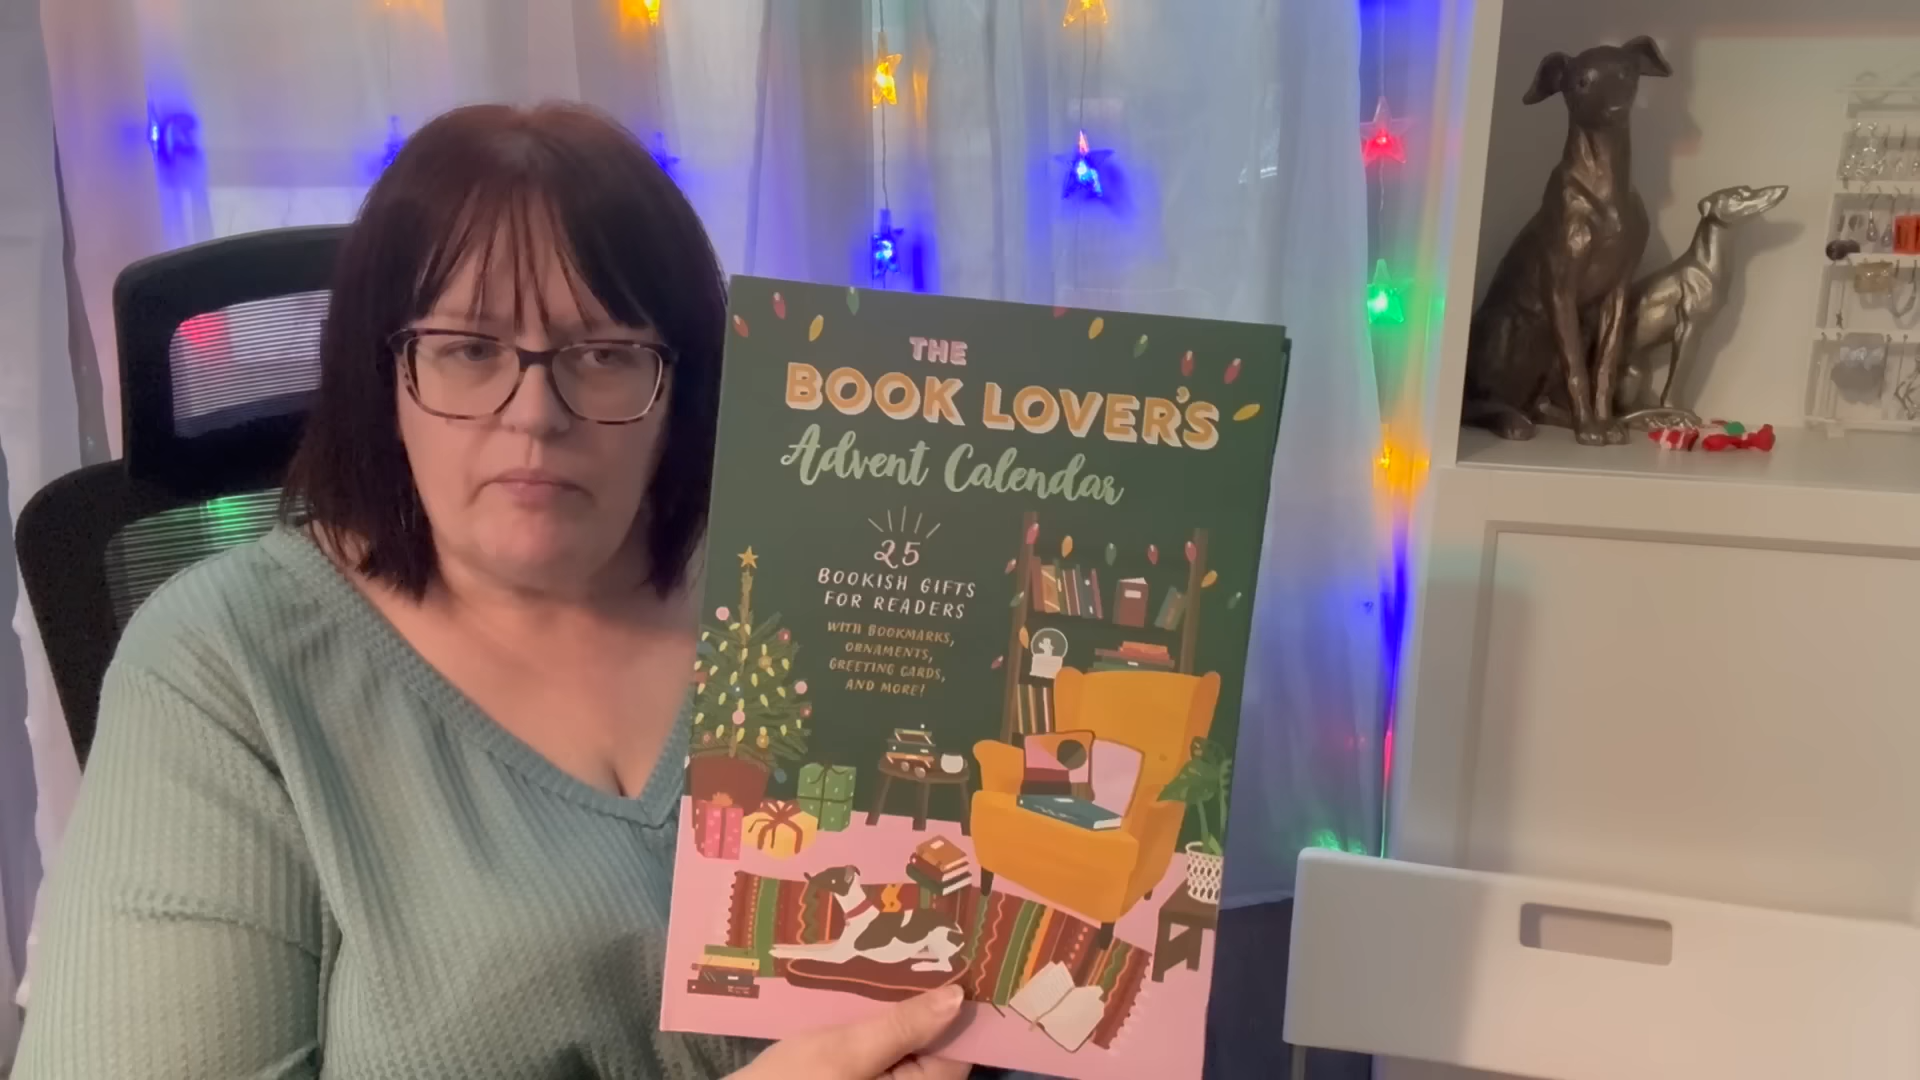 THE
BOOK LOVER'S
Advent Calendar
25
BOOKISH GIFTS
FOR READERS
WITH BOOKMARKS,
ORNAMENTS,
GREETING CARDS,
AND MORE!